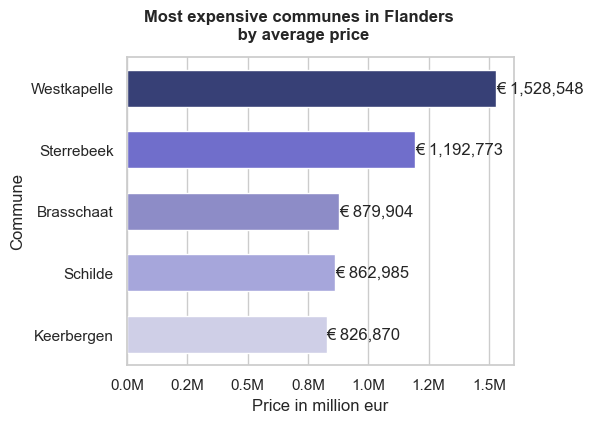 Most expensive communes in Flanders
by average price
Westkapelle
€ 1,528,548
Sterrebeek
€ 1,192,773
Brasschaat
€ 879,904
Schilde
€ 862,985
Keerbergen
€ 826,870
Commune
0.0M 0.2M 0.5M 0.8M 1.0M 1.2M 1.5M
Price in million eur